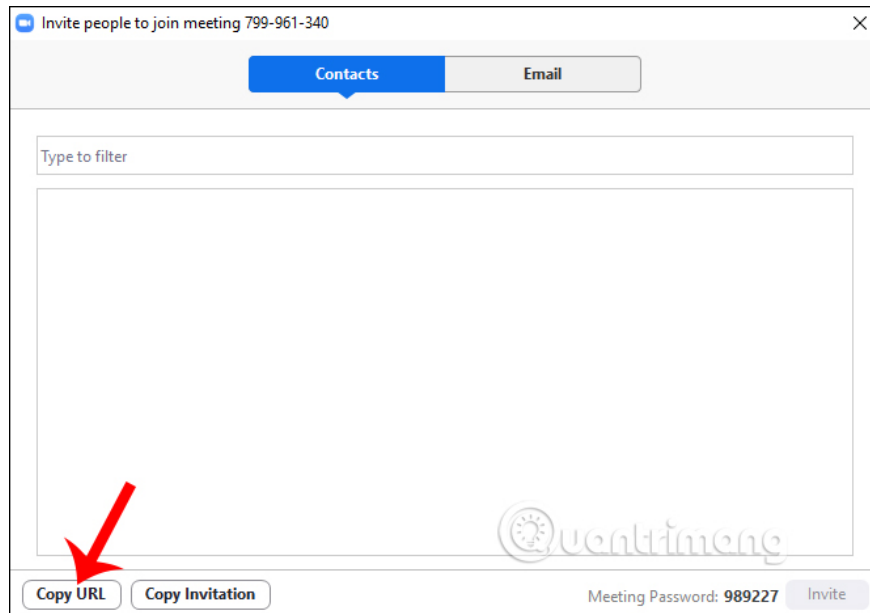 Invite people to join meeting 799-961-340
Contacts Email
Type to filter
Quantrimang
Copy URL Copy Invitation Meeting Password: 989227 Invite